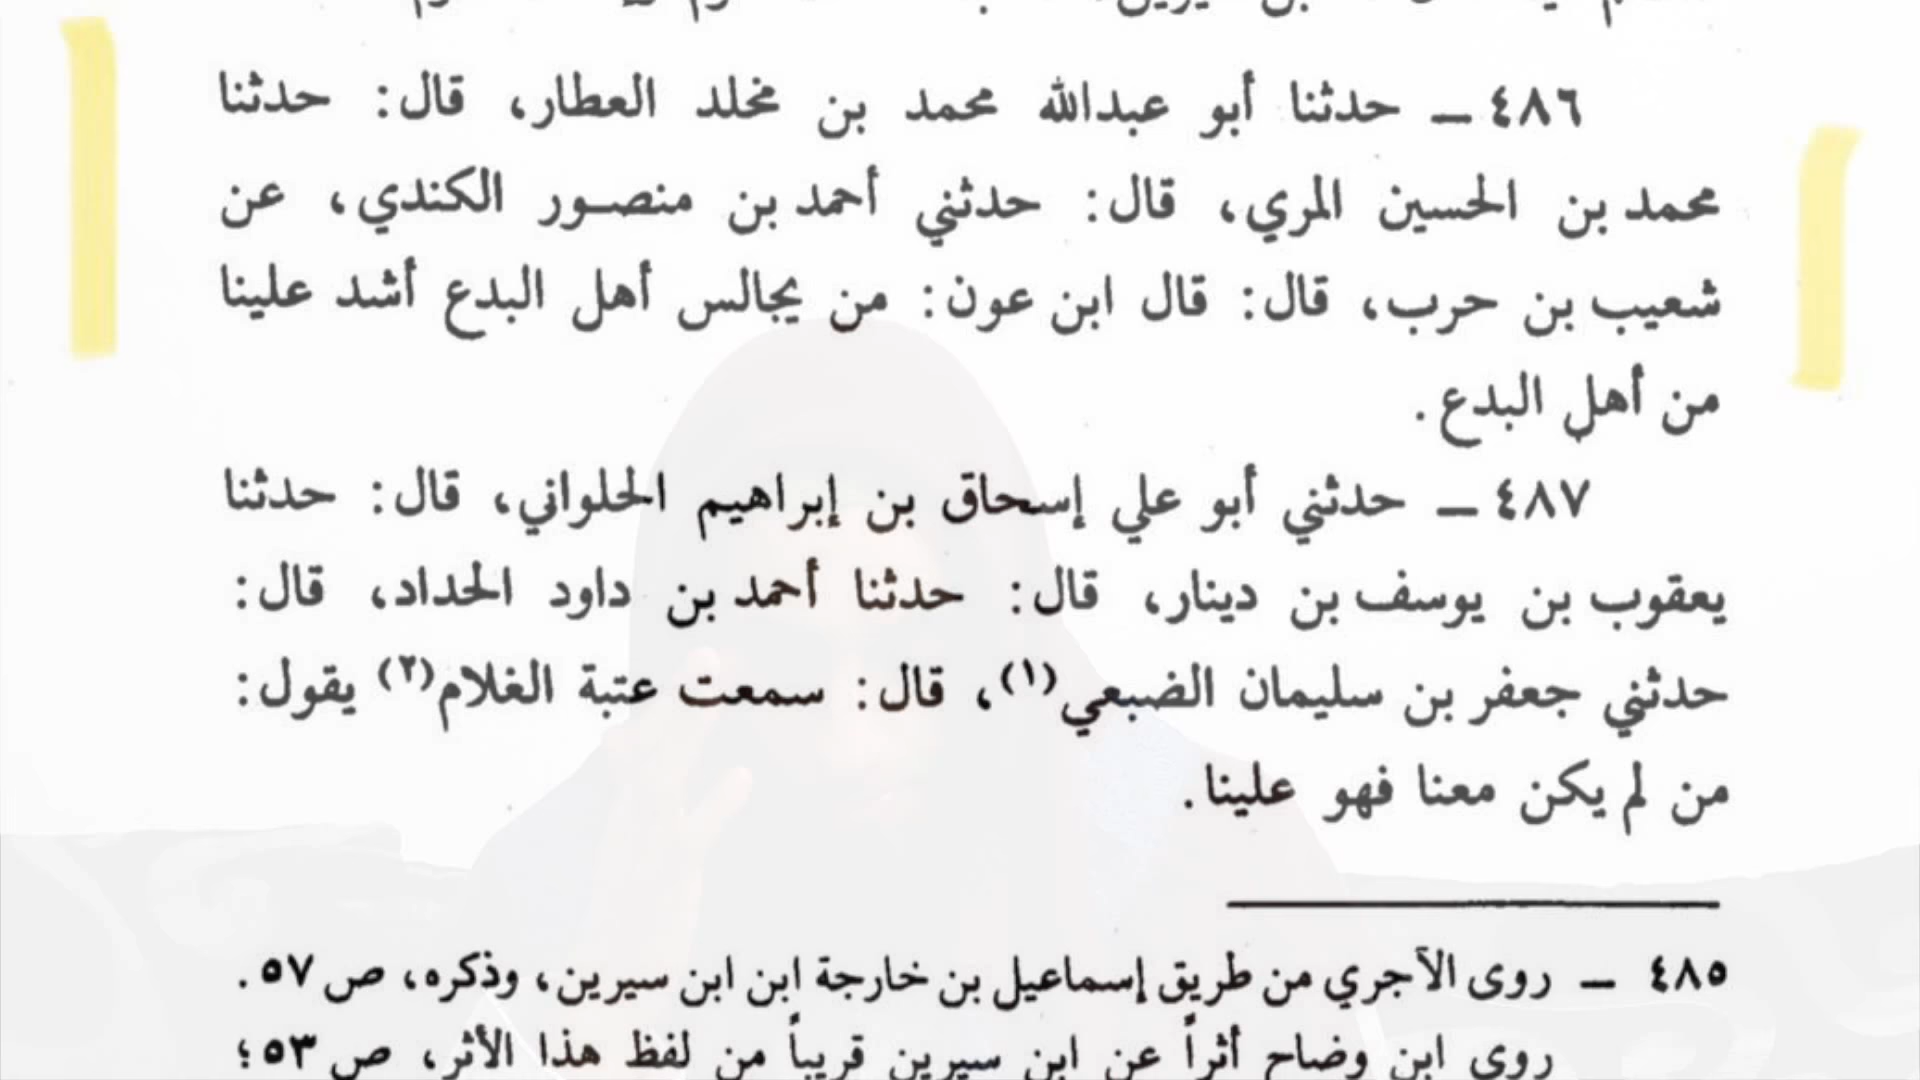 ٤٨٦ ــ حدثنا أبو عبدالله محمد بن مخلد العطار، قال: حدثنا
محمد بن الحسين المري، قال: حدثني أحمد بن منصور الكندي، عن
شعيب بن حرب، قال: قال ابن عون: من يجالس أهل البدع أشد علينا
من أهل البدع.
٤٨٧ ــ حدثني أبو علي إسحاق بن إبراهيم الحلواني، قال: حدثنا
يعقوب بن يوسف بن دينار، قال: حدثنا أحمد بن داود الحداد، قال:
حدثني جعفر بن سليمان الضبعي(١)، قال: سمعت عتبة الغلام(٢) يقول:
من لم يكن معنا فهو علينا.
٤٨٥ ــ روى الآجري من طريق إسماعيل بن خارجة ابن ابن سيرين، وذكره، ص ٥٧.
روى ابن وضاح أثراً عن ابن سيرين قريباً من لفظ هذا الأثر، ص ٥٣؛